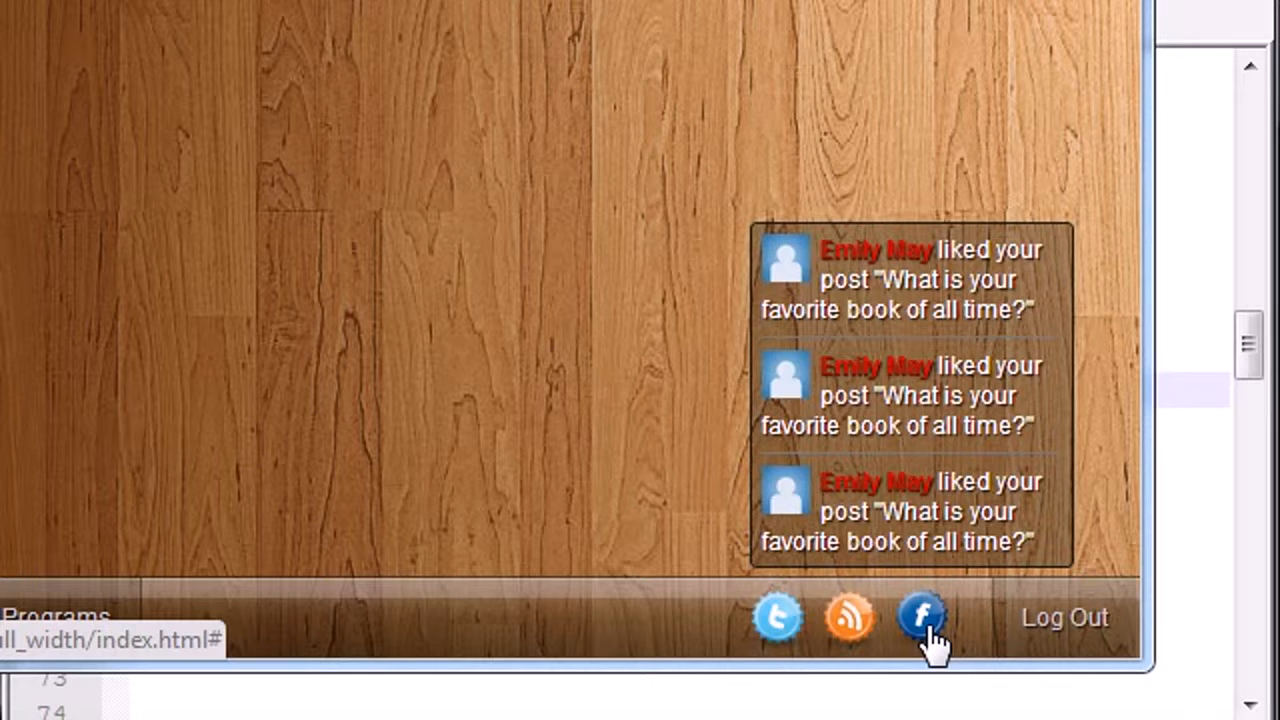 Emily May liked your
post "What is your
favorite book of all time?"
Emily May liked your
post "What is your
favorite book of all time?"
Emily May liked your
post "What is your
favorite book of all time?"
Programs
Log Out
ull_width/index.html#
73
74